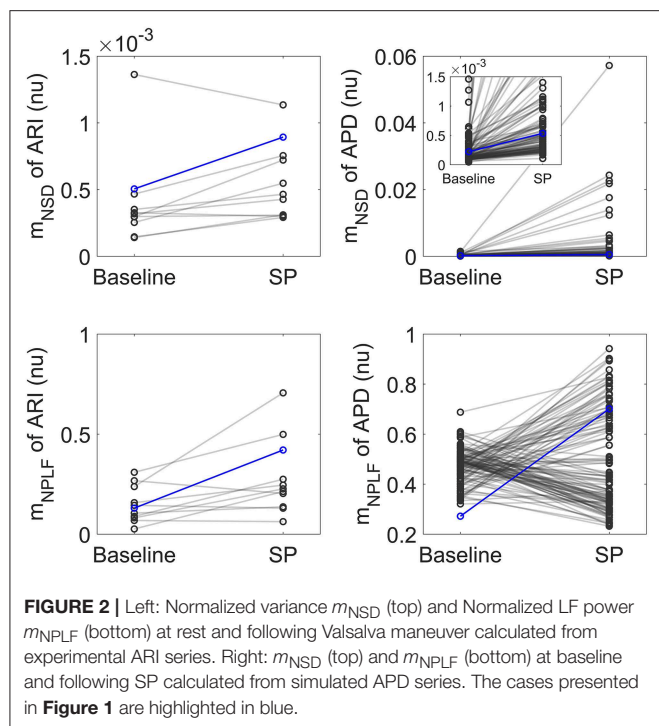 ×10⁻³
1.5
1
0.5
0
m_NSD of ARI (nu)
Baseline
SP
0.06
0.04
0.02
0
m_NSD of APD (nu)
×10⁻³
1.5
1
0.5
0
Baseline
SP
Baseline
SP
1
0.5
0
m_NPLF of ARI (nu)
Baseline
SP
1
0.8
0.6
0.4
0.2
m_NPLF of APD (nu)
Baseline
SP
FIGURE 2 | Left: Normalized variance m_NSD (top) and Normalized LF power
m_NPLF (bottom) at rest and following Valsalva maneuver calculated from
experimental ARI series. Right: m_NSD (top) and m_NPLF (bottom) at baseline
and following SP calculated from simulated APD series. The cases presented
in Figure 1 are highlighted in blue.